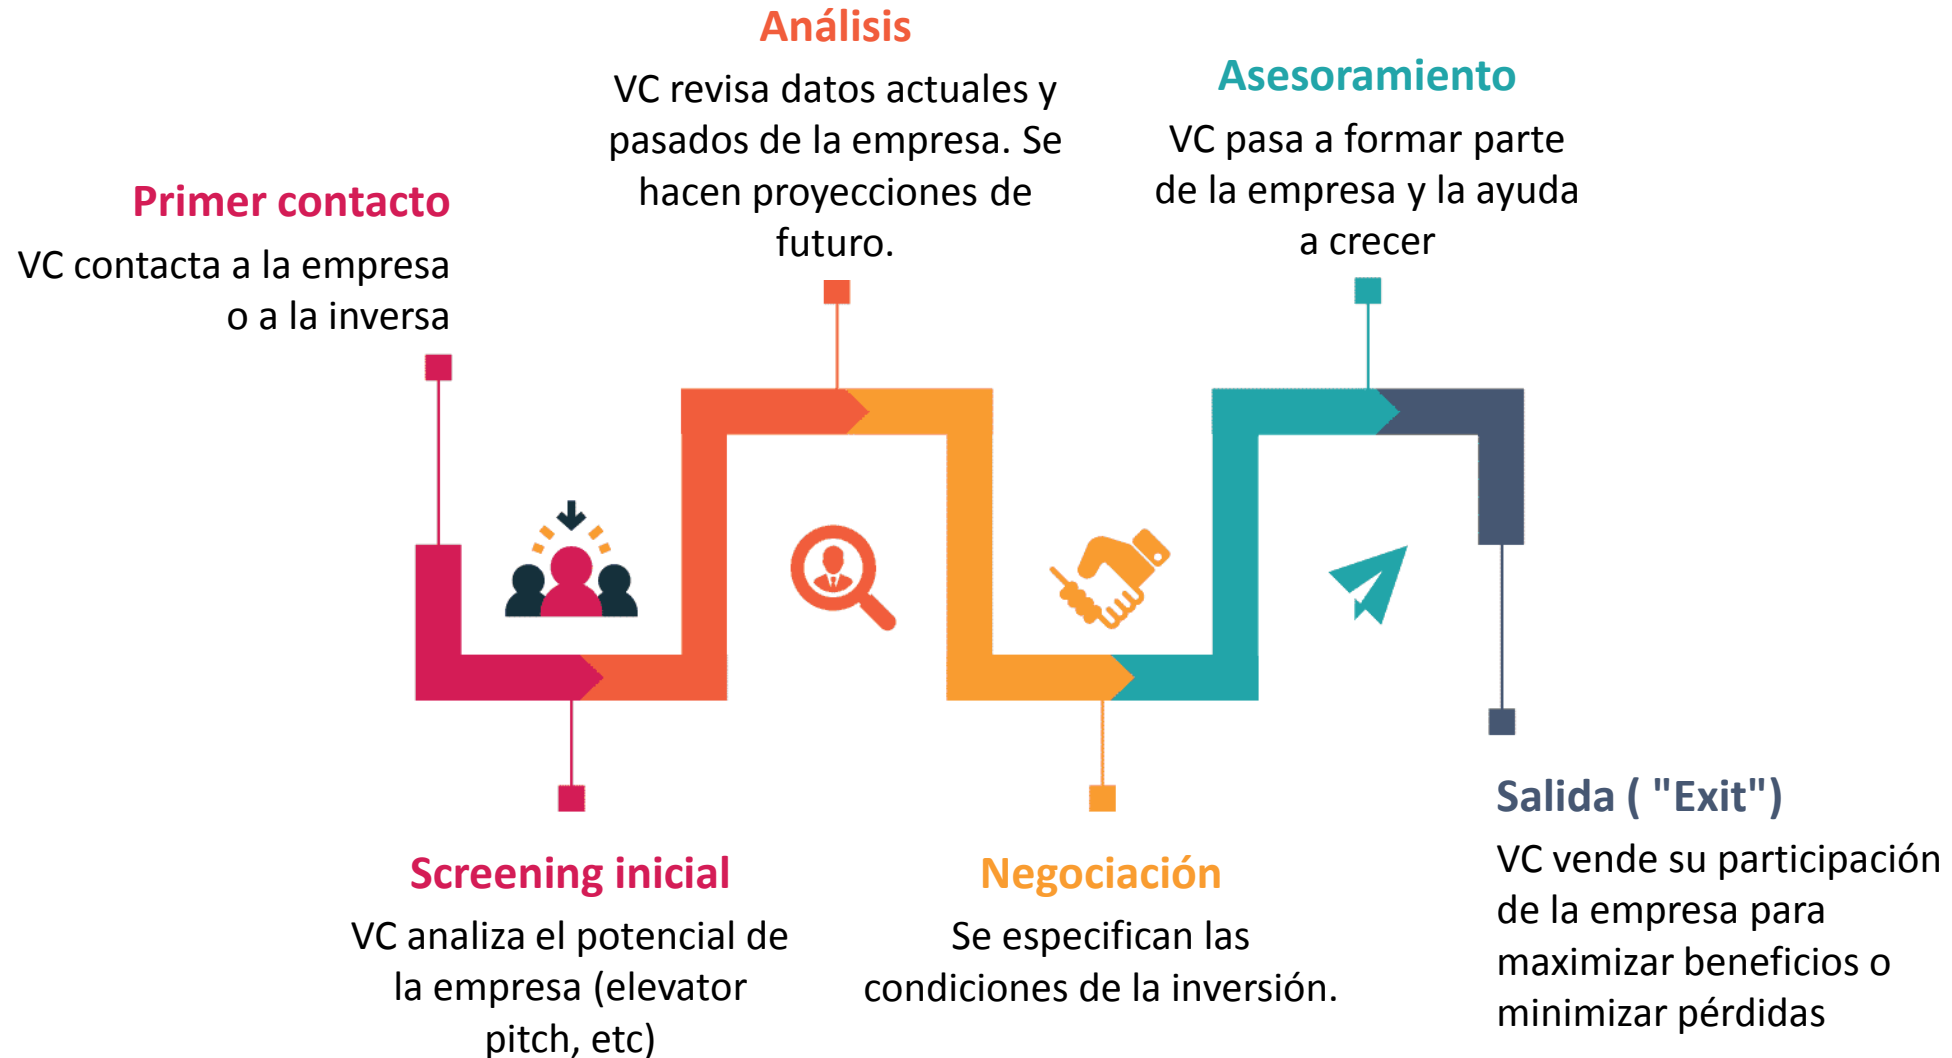 Primer contacto
VC contacta a la empresa
o a la inversa
Screening inicial
VC analiza el potencial de
la empresa (elevator
pitch, etc)
Análisis
VC revisa datos actuales y
pasados de la empresa. Se
hacen proyecciones de
futuro.
Negociación
Se especifican las
condiciones de la inversión.
Asesoramiento
VC pasa a formar parte
de la empresa y la ayuda
a crecer
Salida ( "Exit")
VC vende su participación
de la empresa para
maximizar beneficios o
minimizar pérdidas